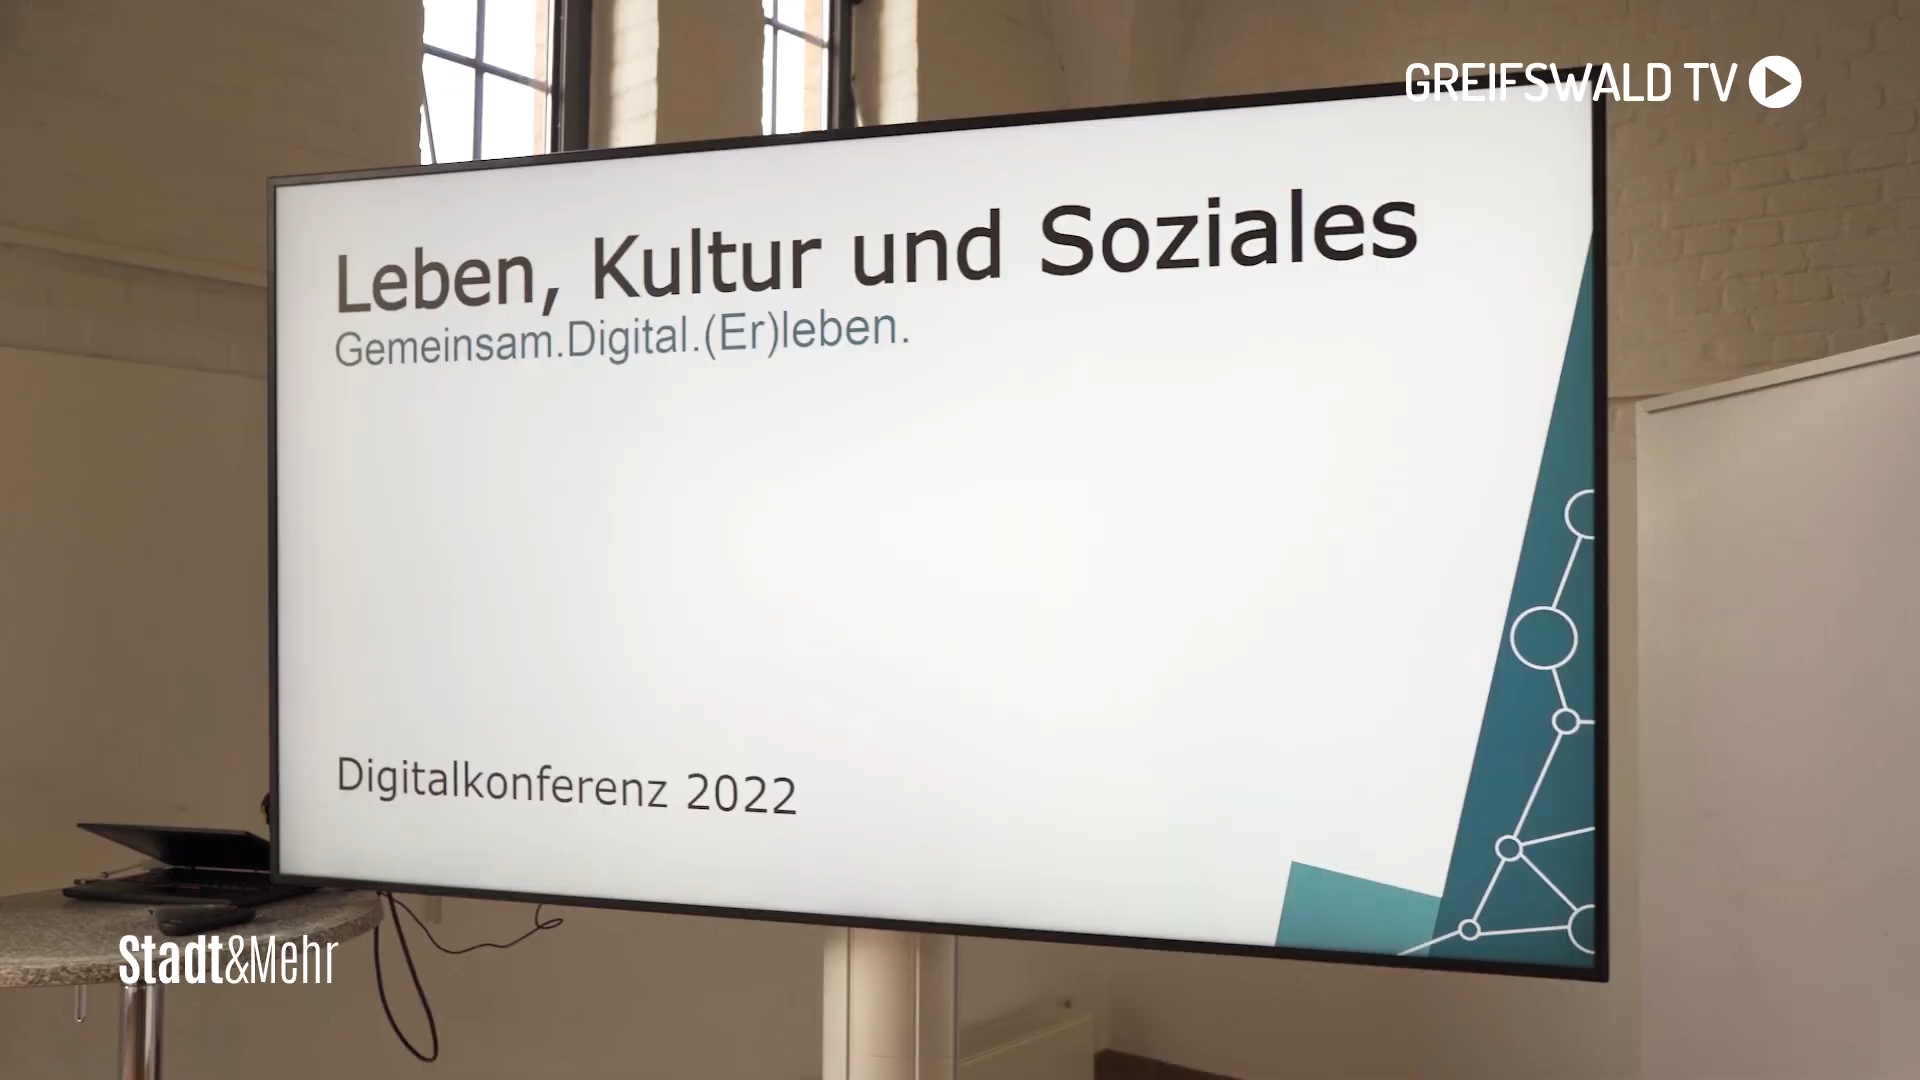 GREIFSWALD TV
Leben, Kultur und Soziales
Gemeinsam.Digital.(Er)leben.
Digitalkonferenz 2022
Stadt&Mehr